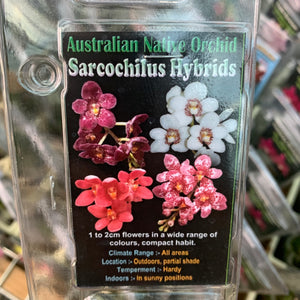 Australian Native Orchid
Sarcochilus Hybrids
1 to 2cm flowers in a wide range of
colours, compact habit.
Climate Range :- All areas
Location :- Outdoors, partial shade
Temperment :- Hardy
Indoors :- in sunny positions